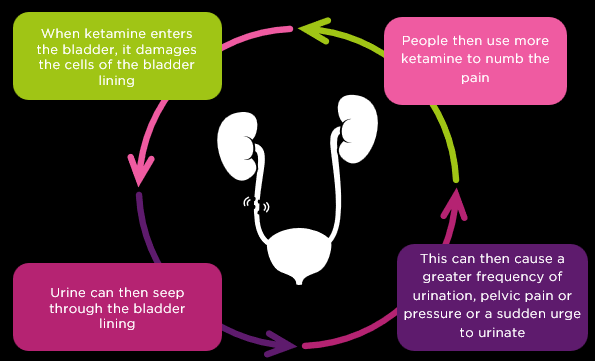 When ketamine enters
the bladder, it damages
the cells of the bladder
lining
People then use more
ketamine to numb the
pain
Urine can then seep
through the bladder
lining
This can then cause a
greater frequency of
urination, pelvic pain or
pressure or a sudden urge
to urinate